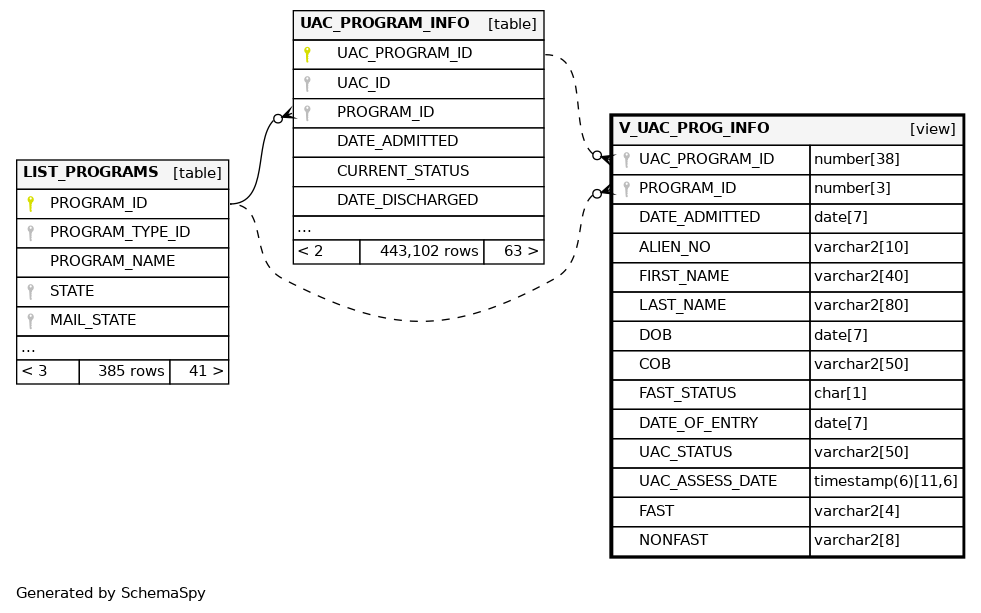 UAC_PROGRAM_INFO [table]
UAC_PROGRAM_ID
UAC_ID
PROGRAM_ID
DATE_ADMITTED
CURRENT_STATUS
DATE_DISCHARGED
...
< 2 443,102 rows 63 >
LIST_PROGRAMS [table]
PROGRAM_ID
PROGRAM_TYPE_ID
PROGRAM_NAME
STATE
MAIL_STATE
...
< 3 385 rows 41 >
V_UAC_PROG_INFO [view]
UAC_PROGRAM_ID number[38]
PROGRAM_ID number[3]
DATE_ADMITTED date[7]
ALIEN_NO varchar2[10]
FIRST_NAME varchar2[40]
LAST_NAME varchar2[80]
DOB date[7]
COB varchar2[50]
FAST_STATUS char[1]
DATE_OF_ENTRY date[7]
UAC_STATUS varchar2[50]
UAC_ASSESS_DATE timestamp(6)[11,6]
FAST varchar2[4]
NONFAST varchar2[8]
Generated by SchemaSpy